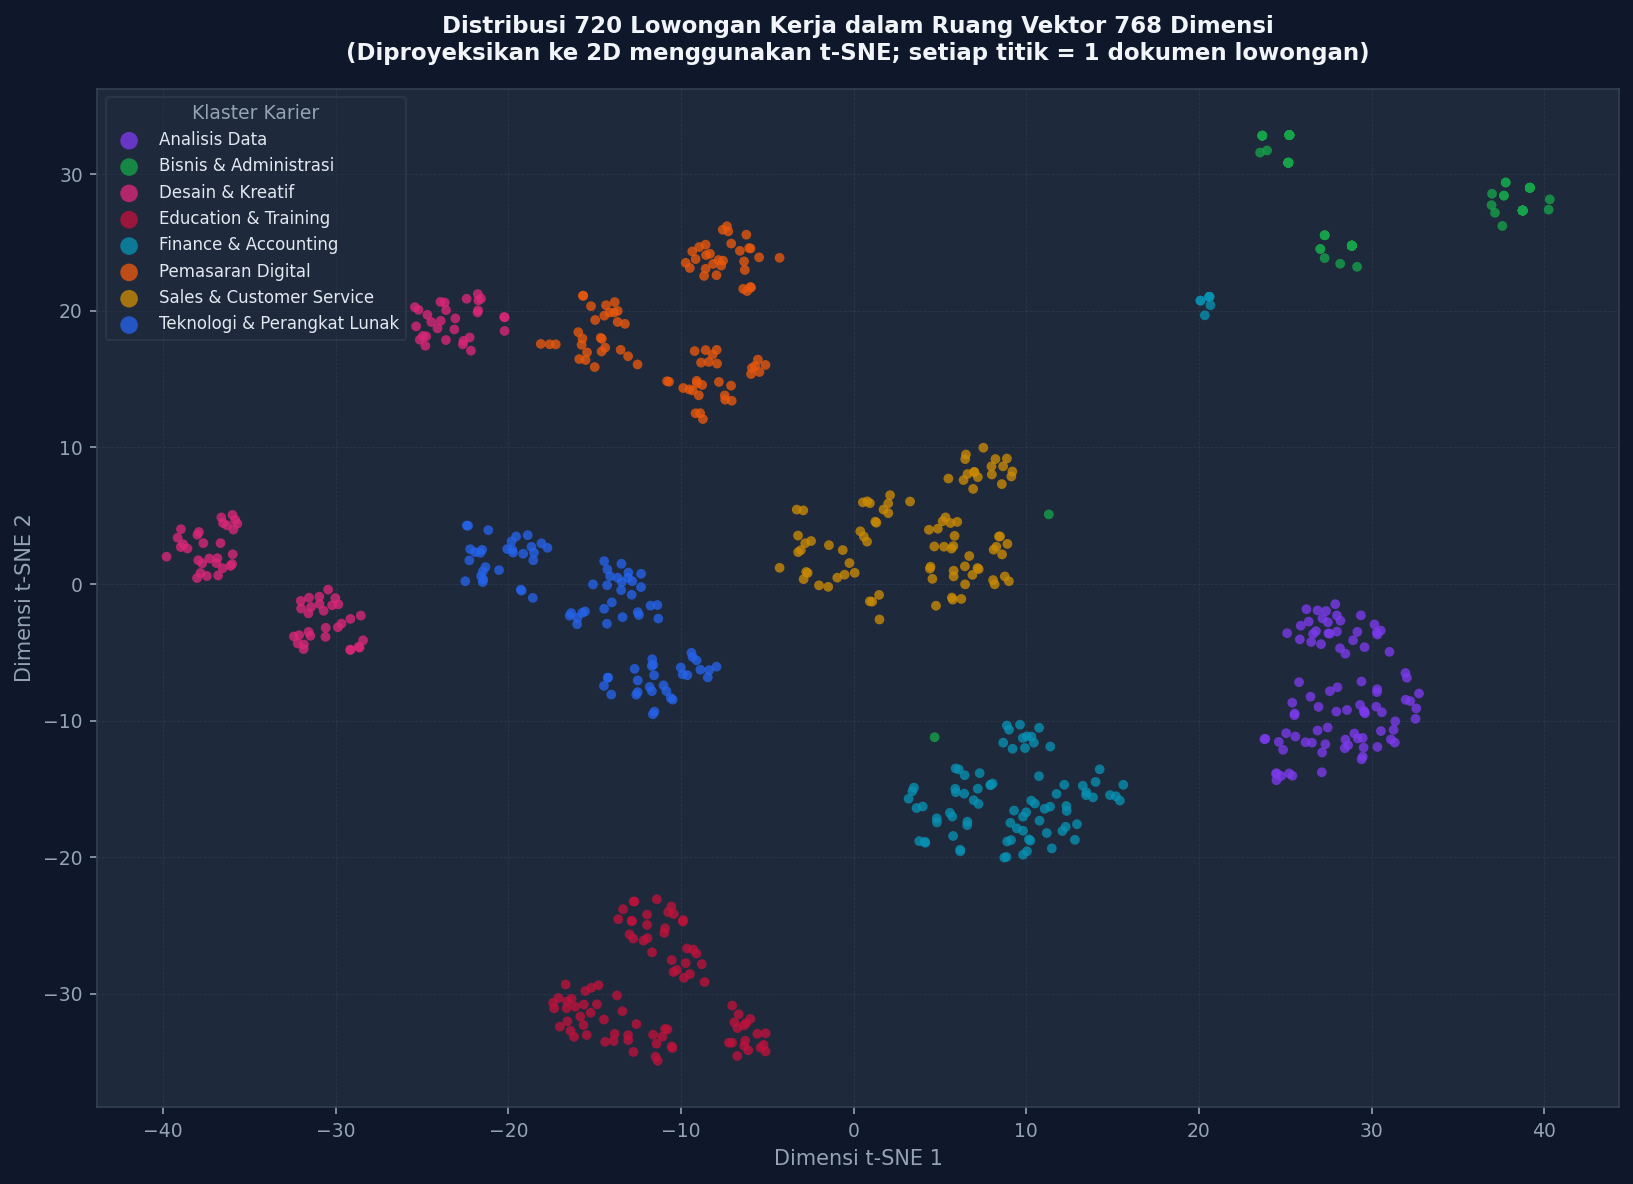 Distribusi 720 Lowongan Kerja dalam Ruang Vektor 768 Dimensi
(Diproyeksikan ke 2D menggunakan t-SNE; setiap titik = 1 dokumen lowongan)
Klaster Karier
Analisis Data
Bisnis & Administrasi
Desain & Kreatif
Education & Training
Finance & Accounting
Pemasaran Digital
Sales & Customer Service
Teknologi & Perangkat Lunak
Dimensi t-SNE 2
30
20
10
0
−10
−20
−30
−40
−30
−20
−10
0
10
20
30
40
Dimensi t-SNE 1